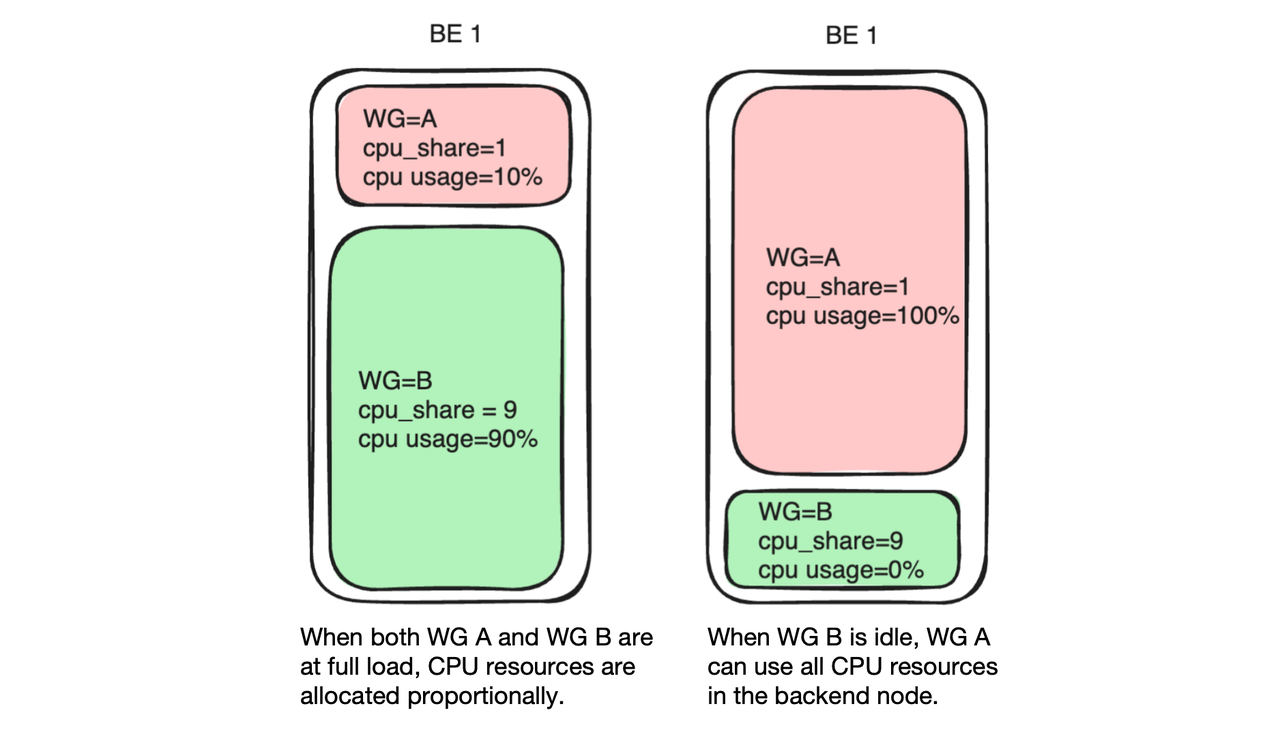 BE 1
WG=A
cpu_share=1
cpu usage=10%
WG=B
cpu_share = 9
cpu usage=90%
When both WG A and WG B are
at full load, CPU resources are
allocated proportionally.
BE 1
WG=A
cpu_share=1
cpu usage=100%
WG=B
cpu_share=9
cpu usage=0%
When WG B is idle, WG A
can use all CPU resources
in the backend node.